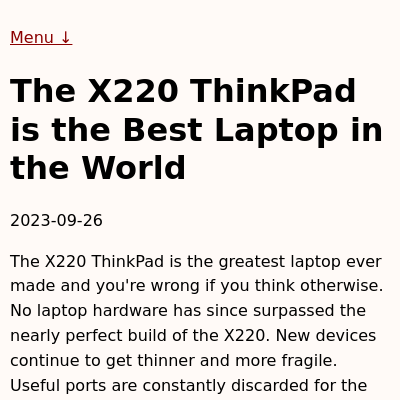 Menu ↓
The X220 ThinkPad
is the Best Laptop in
the World
2023-09-26
The X220 ThinkPad is the greatest laptop ever
made and you're wrong if you think otherwise.
No laptop hardware has since surpassed the
nearly perfect build of the X220. New devices
continue to get thinner and more fragile.
Useful ports are constantly discarded for the